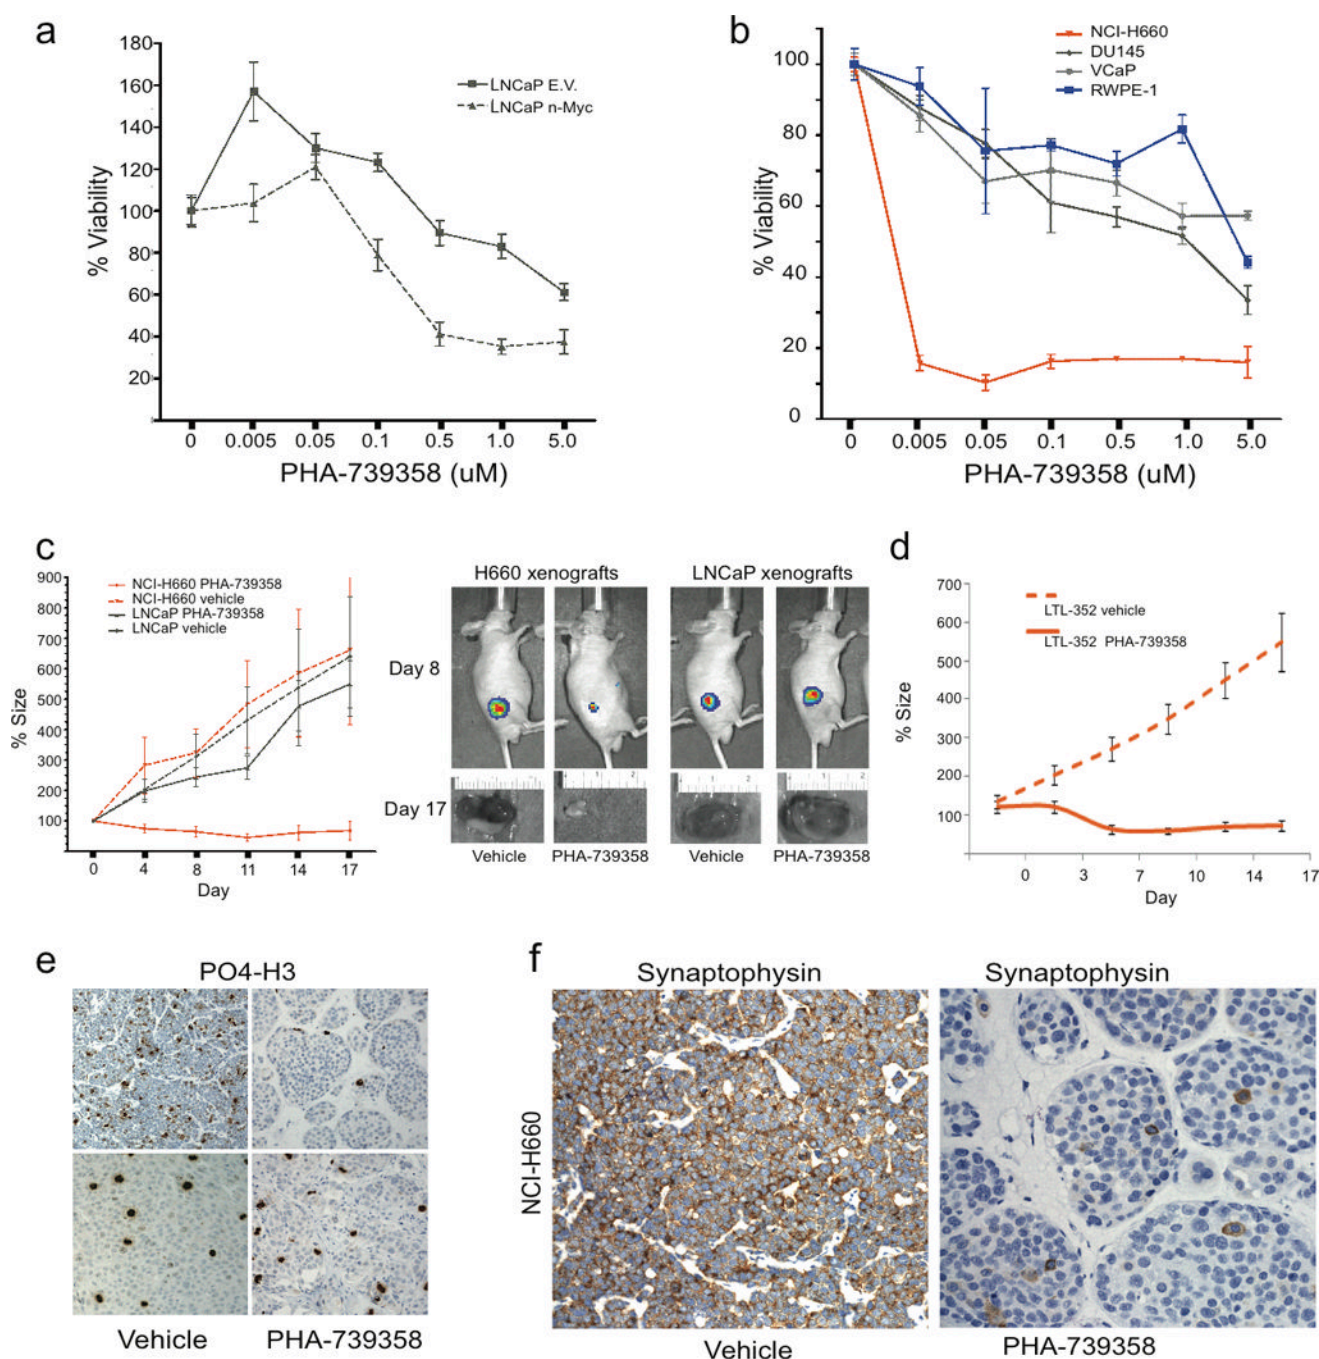 a
180
160
140
120
100
80
60
40
20
% Viability
LNCaP E.V.
LNCaP n-Myc
0 0.005 0.05 0.1 0.5 1.0 5.0
PHA-739358 (uM)
b
100
80
60
40
20
0
% Viability
NCI-H660
DU145
VCaP
RWPE-1
0 0.005 0.05 0.1 0.5 1.0 5.0
PHA-739358 (uM)
c
900
800
700
600
500
400
300
200
100
% Size
NCI-H660 PHA-739358
NCI-H660 vehicle
LNCaP PHA-739358
LNCaP vehicle
0 4 8 11 14 17
Day
H660 xenografts LNCaP xenografts
Day 8
Day 17
1 2 1 2
Vehicle PHA-739358 Vehicle PHA-739358
d
700
600
500
400
300
200
100
% Size
LTL-352 vehicle
LTL-352 PHA-739358
0 3 7 10 14 17
Day
e
PO4-H3
Vehicle PHA-739358
f
Synaptophysin Synaptophysin
NCI-H660
Vehicle PHA-739358